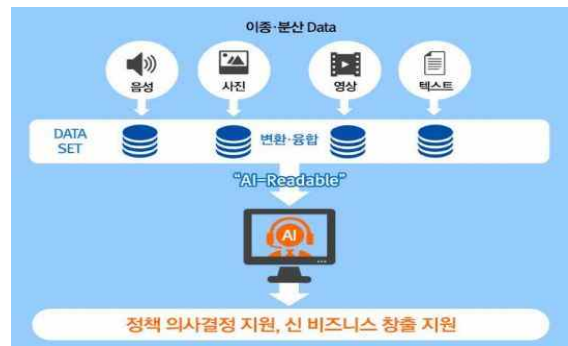 이종·분산 Data
음성
사진
영상
텍스트
DATA
SET
변환·융합
"AI-Readable"
AI
정책 의사결정 지원, 신 비즈니스 창출 지원